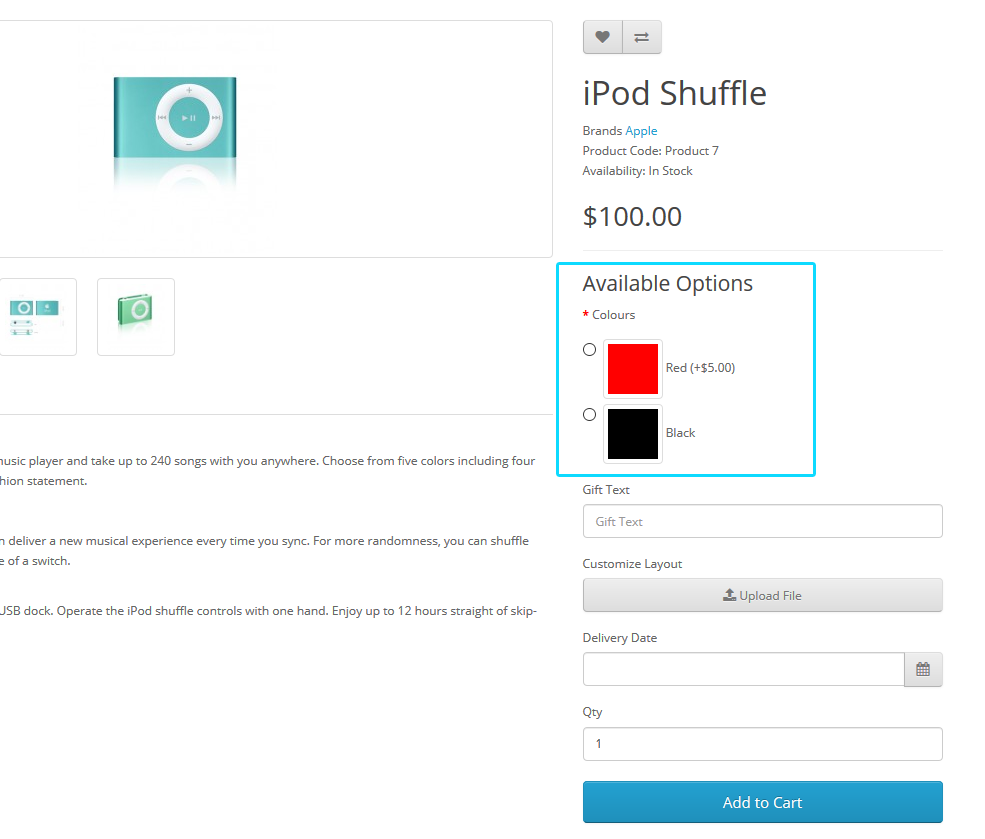 iPod Shuffle
Brands Apple
Product Code: Product 7
Availability: In Stock
$100.00
Available Options
* Colours
Red (+$5.00)
Black
Gift Text
Gift Text
Customize Layout
Upload File
Delivery Date
Qty
1
Add to Cart
music player and take up to 240 songs with you anywhere. Choose from five colors including four
hion statement.
deliver a new musical experience every time you sync. For more randomness, you can shuffle
e of a switch.
USB dock. Operate the iPod shuffle controls with one hand. Enjoy up to 12 hours straight of skip-